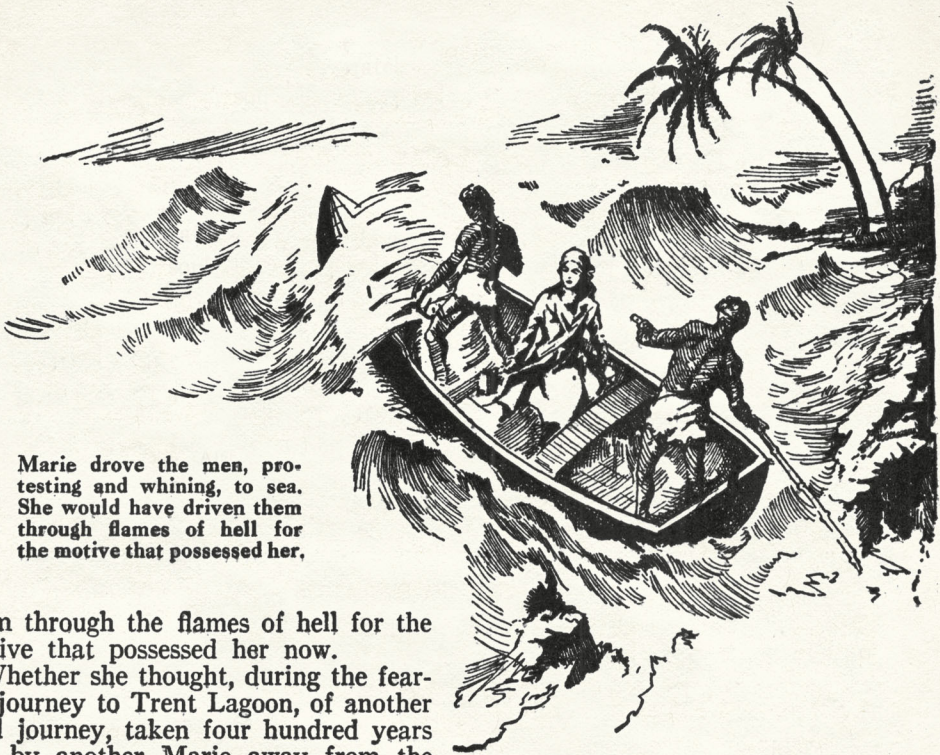 Marie drove the men, pro-
testing and whining, to sea.
She would have driven them
through flames of hell for
the motive that possessed her.
through the flames of hell for the
that possessed her now.
she thought, during the fear-
journey to Trent Lagoon, of another
journey, taken four hundred years
by another Marie away from the